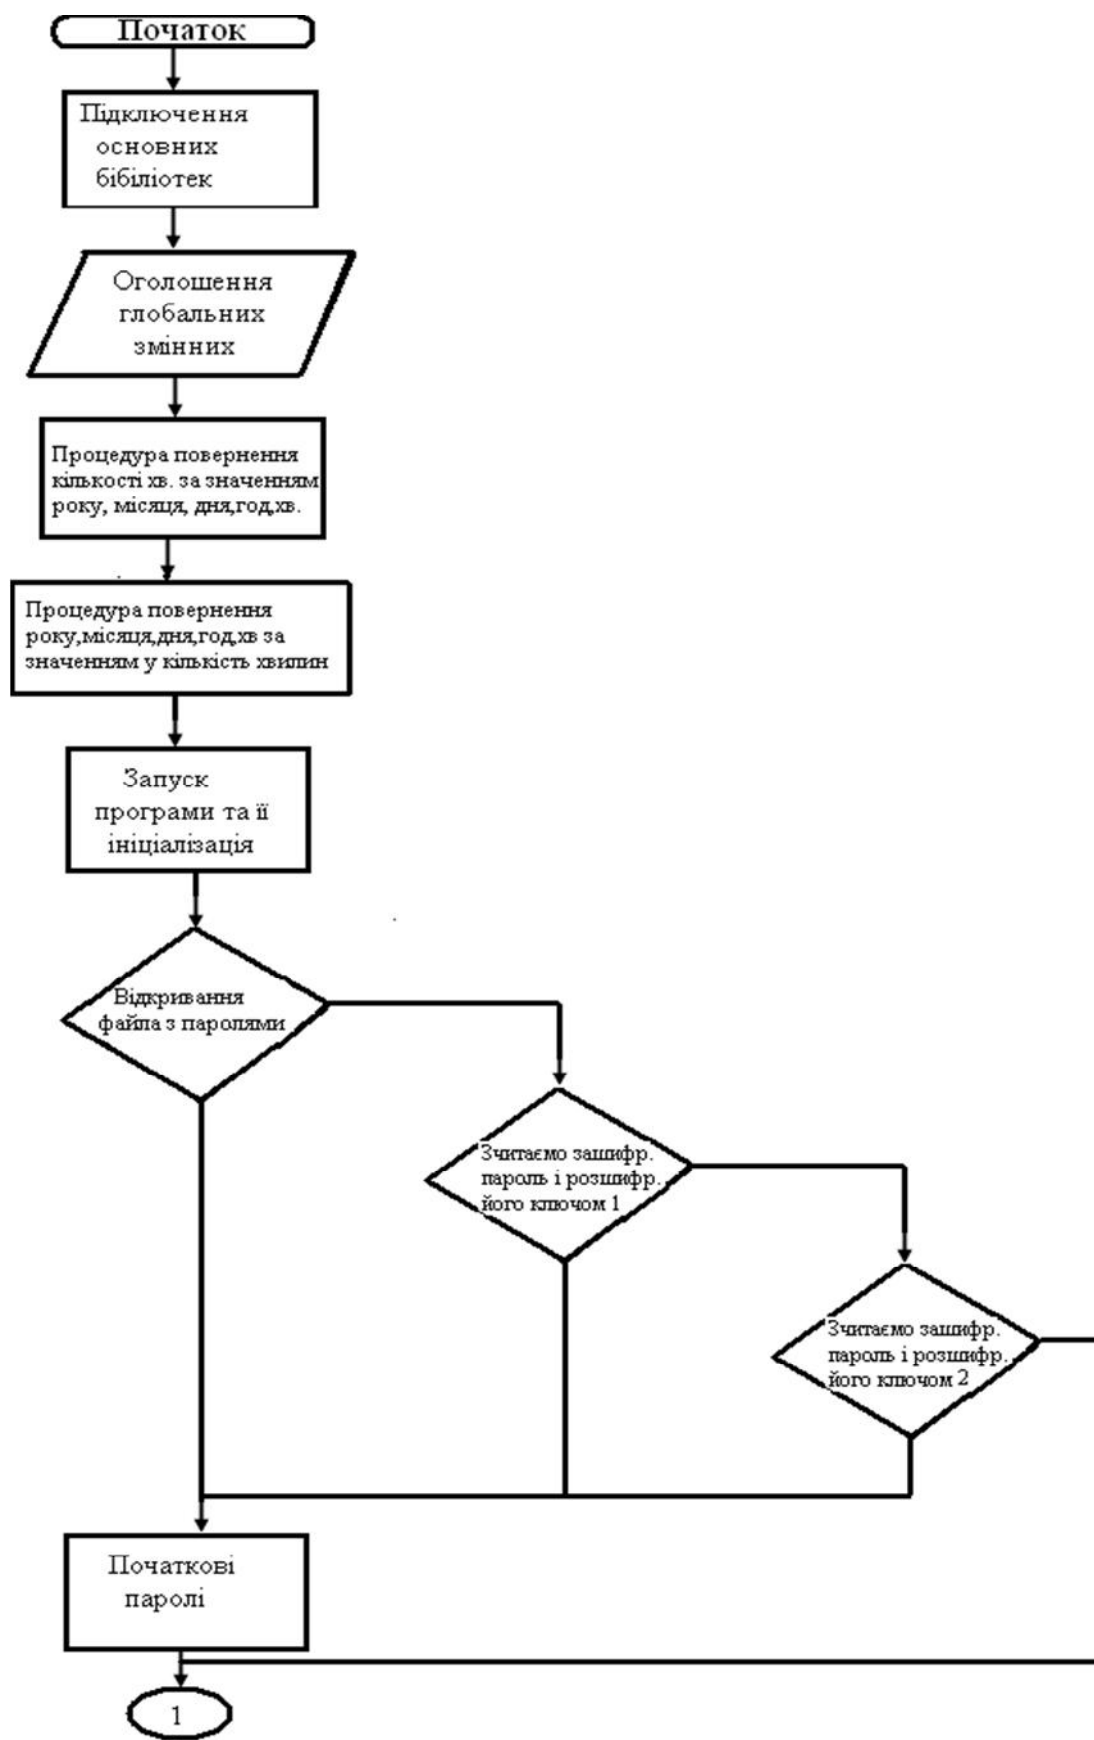 Початок
Підключення
основних
бібіліотек
Оголошення
глобальних
змінних
Процедура повернення
кількості хв. за значенням
року, місяця, дня,год,хв.
Процедура повернення
року,місяця,дня,год,хв за
значенням у кількість хвилин
Запуск
програми та її
ініціалізація
Відкривання
файла з паролями
Зчитаємо зашифр.
пароль і розшифр.
його ключом 1
Зчитаємо зашифр.
пароль і розшифр.
його ключом 2
Початкові
паролі
1